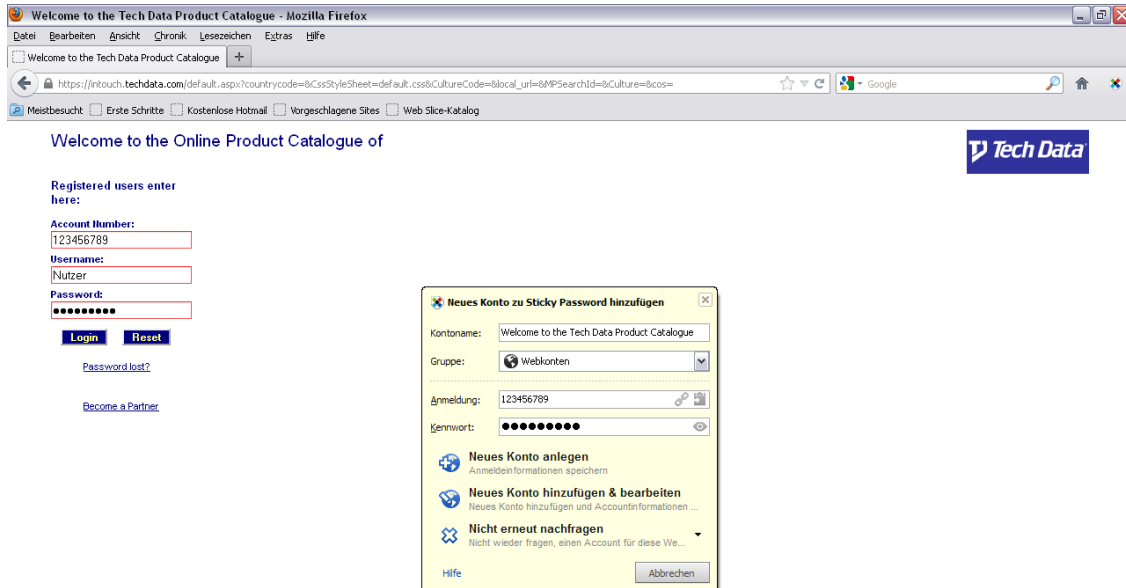 Welcome to the Tech Data Product Catalogue - Mozilla Firefox
Datei Bearbeiten Ansicht Chronik Lesezeichen Extras Hilfe
Welcome to the Tech Data Product Catalogue +
https://intouch.techdata.com/default.aspx?countrycode=&CssStyleSheet=default.css&CultureCode=&local_url=&MPSearchId=&Culture=&cos= Google
Meistbesucht Erste Schritte Kostenlose Hotmail Vorgeschlagene Sites Web Slice-Katalog
Welcome to the Online Product Catalogue of
Tech Data
Registered users enter
here:
Account Number:
123456789
Username:
Nutzer
Password:
●●●●●●●●●
Login Reset
Password lost?
Become a Partner
Neues Konto zu Sticky Password hinzufügen
Kontoname: Welcome to the Tech Data Product Catalogue
Gruppe: Webkonten
Anmeldung: 123456789
Kennwort: ●●●●●●●●●
Neues Konto anlegen
Anmeldeinformationen speichern
Neues Konto hinzufügen & bearbeiten
Neues Konto hinzufügen und Accountinformationen ...
Nicht erneut nachfragen
Nicht wieder fragen, einen Account für diese We...
Hilfe Abbrechen